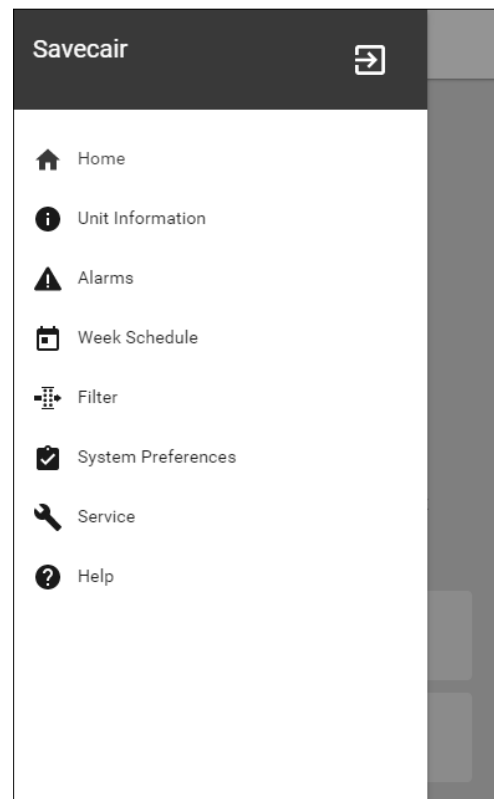 Savecair
Home
Unit Information
Alarms
Week Schedule
Filter
System Preferences
Service
Help